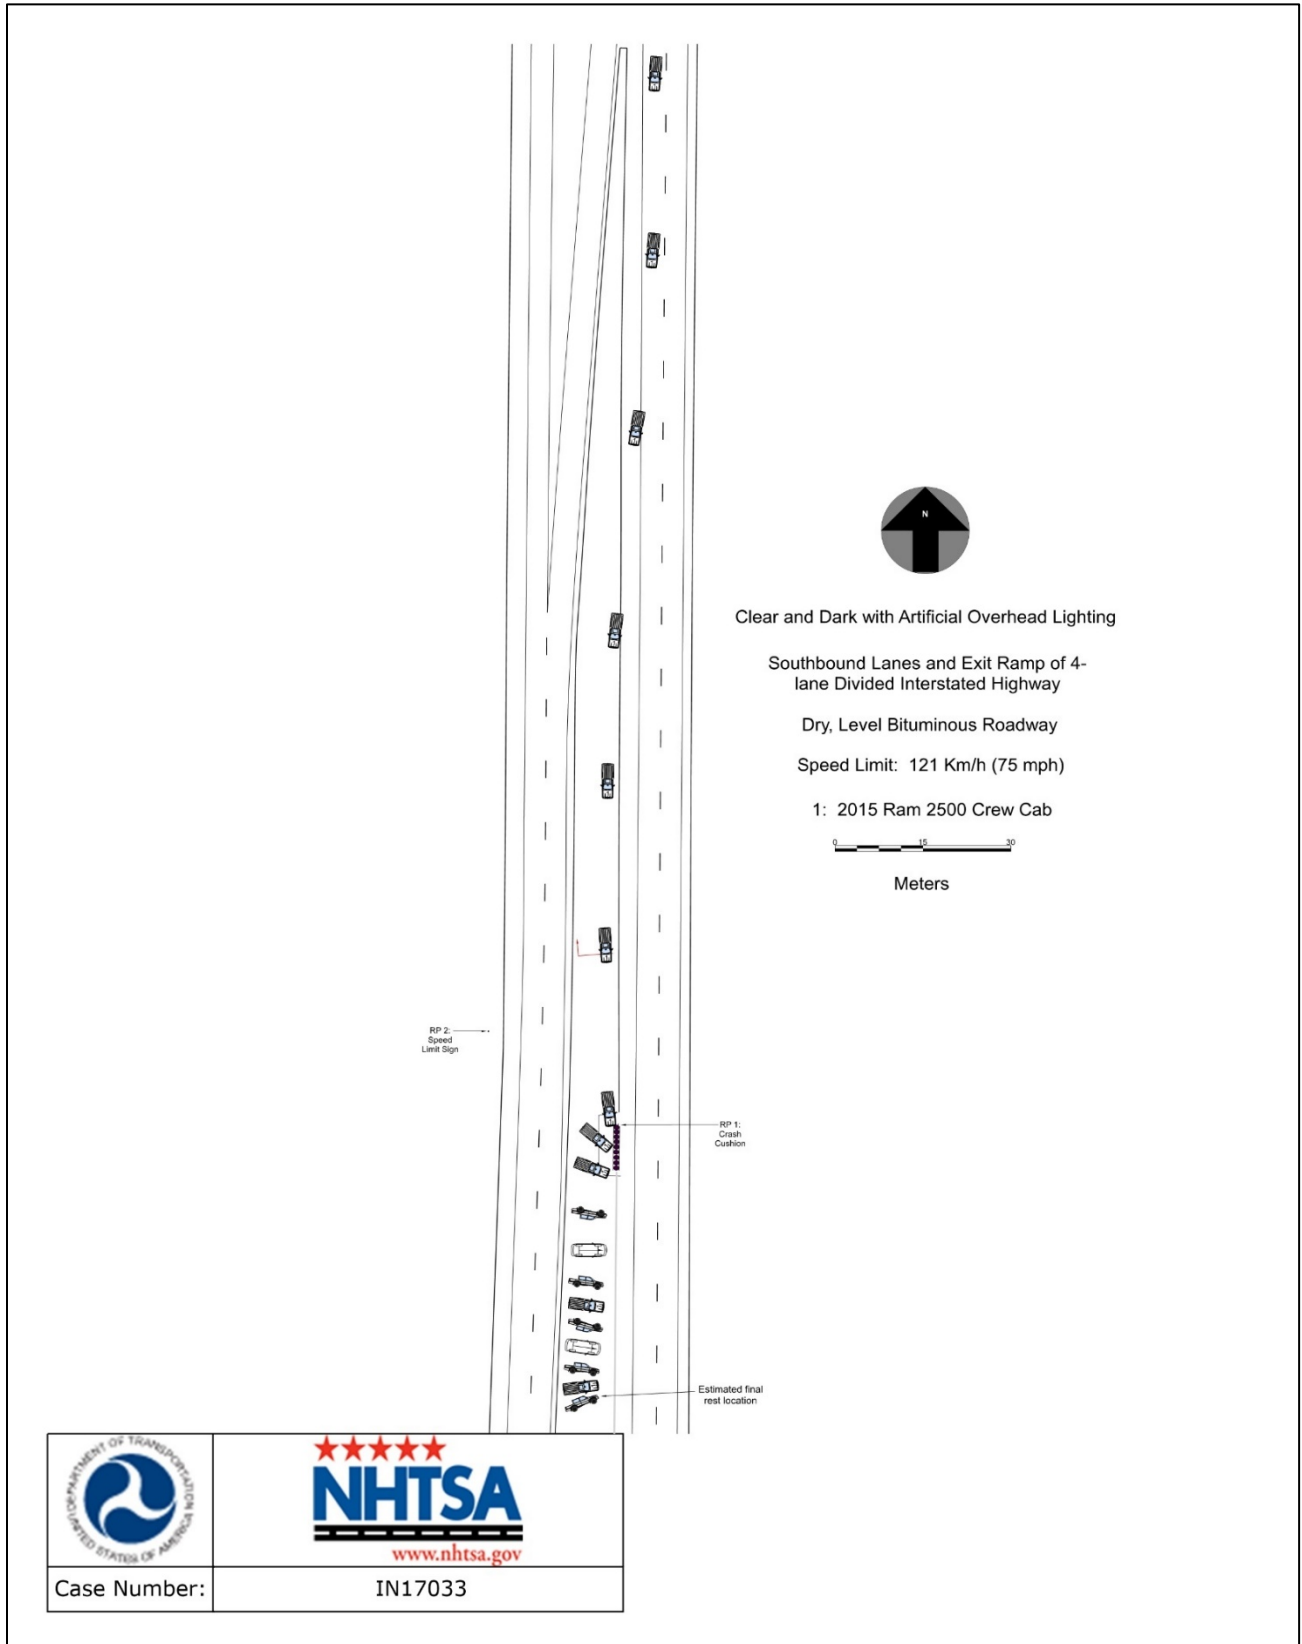 N
Clear and Dark with Artificial Overhead Lighting
Southbound Lanes and Exit Ramp of 4-
lane Divided Interstated Highway
Dry, Level Bituminous Roadway
Speed Limit: 121 Km/h (75 mph)
1: 2015 Ram 2500 Crew Cab
0 15 30
Meters
RP 2:
Speed
Limit Sign
RP 1:
Crash
Cushion
Estimated final
rest location
DEPARTMENT OF TRANSPORTATION
UNITED STATES OF AMERICA
NHTSA
www.nhtsa.gov
Case Number:
IN17033